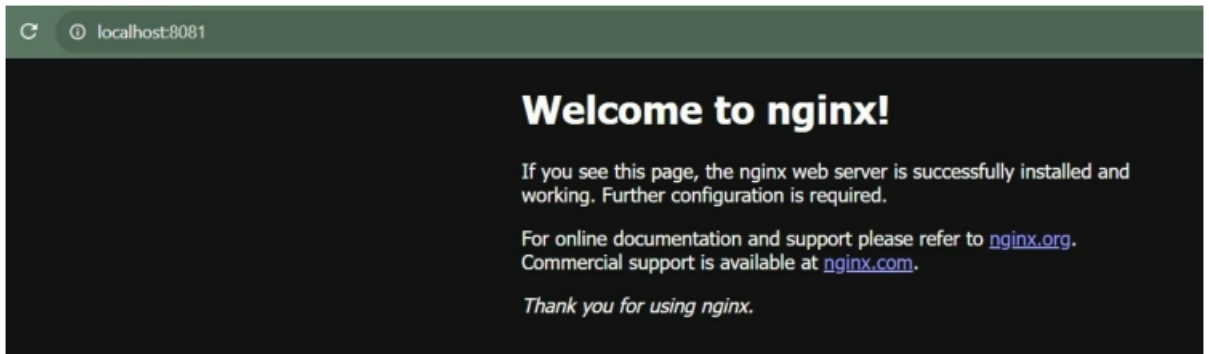 localhost:8081
Welcome to nginx!
If you see this page, the nginx web server is successfully installed and
working. Further configuration is required.
For online documentation and support please refer to nginx.org.
Commercial support is available at nginx.com.
Thank you for using nginx.